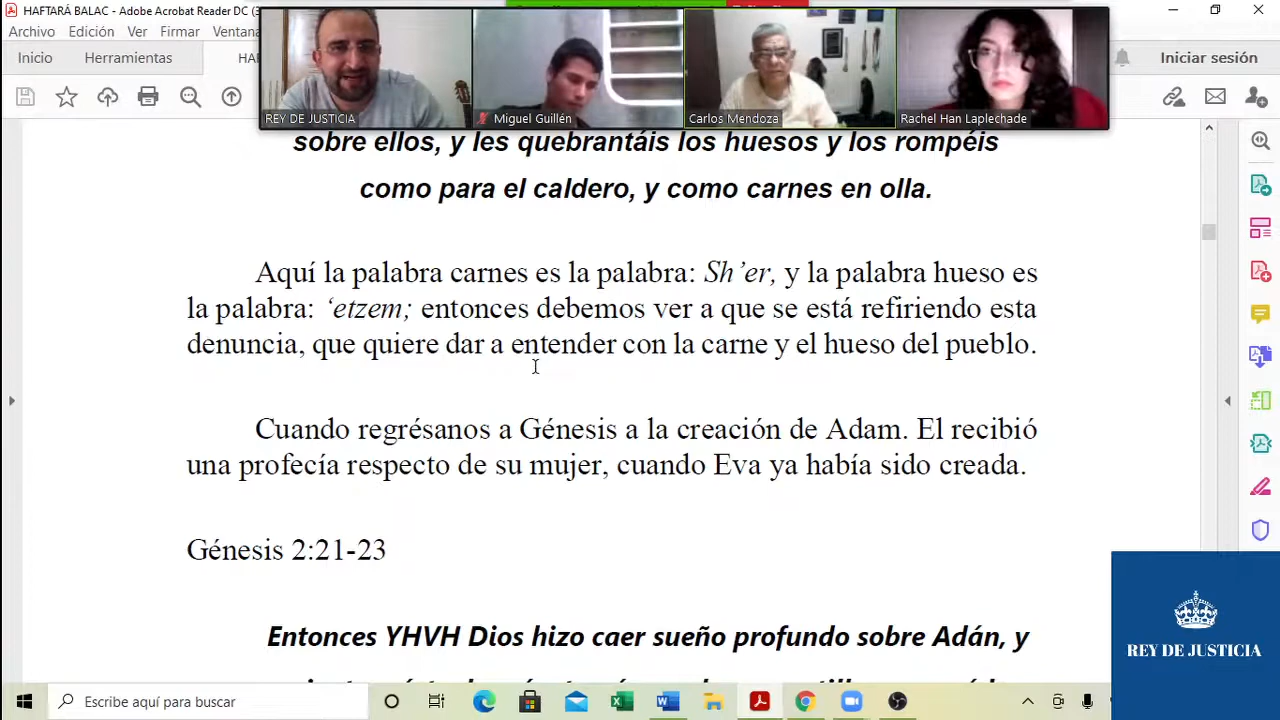 HAFTARÁ BALAC - Adobe Acrobat Reader DC (3
Archivo Edición Ver Firmar Ventana
Inicio Herramientas HAF
Iniciar sesión
REY DE JUSTICIA
Miguel Guillén
Carlos Mendoza
Rachel Han Laplechade
sobre ellos, y les quebrantáis los huesos y los rompéis
como para el caldero, y como carnes en olla.
Aquí la palabra carnes es la palabra: Sh’er, y la palabra hueso es
la palabra: ‘etzem; entonces debemos ver a que se está refiriendo esta
denuncia, que quiere dar a entender con la carne y el hueso del pueblo.
Cuando regrésanos a Génesis a la creación de Adam. El recibió
una profecía respecto de su mujer, cuando Eva ya había sido creada.
Génesis 2:21-23
Entonces YHVH Dios hizo caer sueño profundo sobre Adán, y
REY DE JUSTICIA
Escribe aquí para buscar